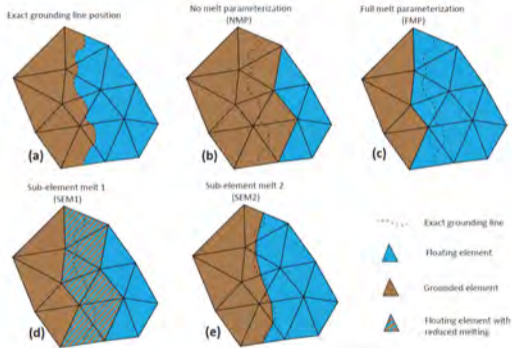 Exact grounding line position
No melt parameterization
(NMP)
Full melt parameterization
(FMP)
(a)
(b)
(c)
Sub-element melt 1
(SEM1)
Sub-element melt 2
(SEM2)
(d)
(e)
Exact grounding line
Floating element
Grounded element
Floating element with
reduced melting